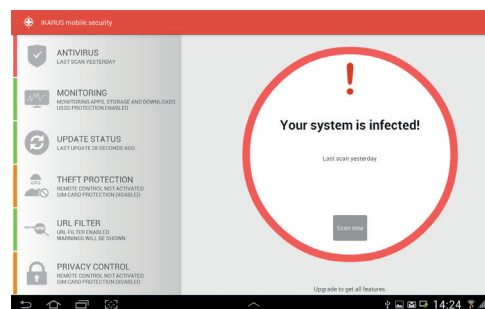 IKARUS mobile.security
ANTIVIRUS
LAST SCAN YESTERDAY
MONITORING
MONITORING APPS, STORAGE AND DOWNLOADS
USSD PROTECTION ENABLED
UPDATE STATUS
LAST UPDATE 28 SECONDS AGO
THEFT PROTECTION
REMOTE CONTROL NOT ACTIVATED
SIM CARD PROTECTION DISABLED
URL FILTER
URL FILTER ENABLED
WARNINGS WILL BE SHOWN
PRIVACY CONTROL
REMOTE CONTROL NOT ACTIVATED
SIM CARD PROTECTION DISABLED
!
Your system is infected!
Last scan yesterday
Scan now
Upgrade to get all features.
14:24